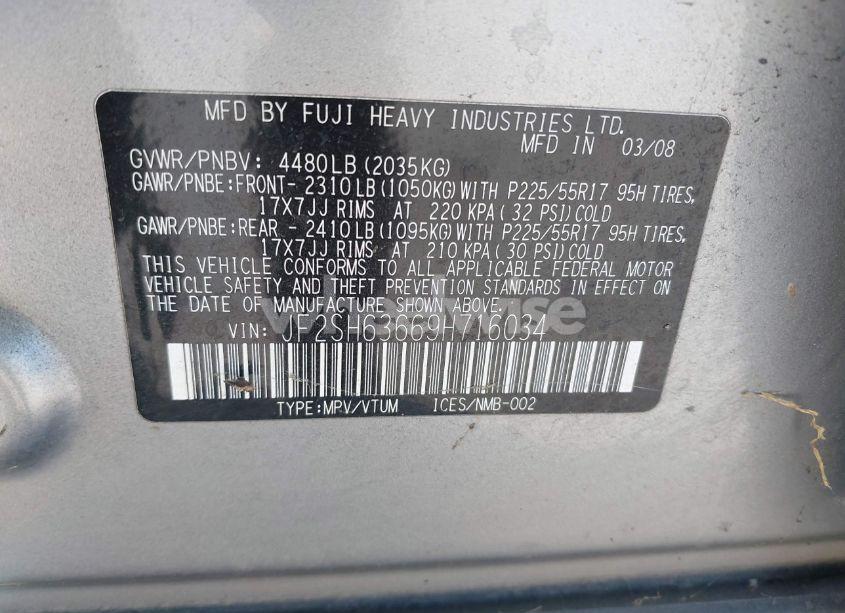 MFD BY FUJI HEAVY INDUSTRIES LTD.
MFD IN 03/08
GVWR/PNBV: 4480LB(2035KG)
GAWR/PNBE:FRONT- 2310LB(1050KG)WITH P225/55R17 95H TIRES,
17X7JJ RIMS AT 220 KPA(32 PSI)COLD
GAWR/PNBE:REAR - 2410LB(1095KG)WITH P225/55R17 95H TIRES,
17X7JJ RIMS AT 210 KPA(30 PSI)COLD
THIS VEHICLE CONFORMS TO ALL APPLICABLE FEDERAL MOTOR
VEHICLE SAFETY AND THEFT PREVENTION STANDARDS IN EFFECT ON
THE DATE OF MANUFACTURE SHOWN ABOVE.
VIN: JF2SH63669H716034
TYPE:MPV/VTUM ICES/NMB-002